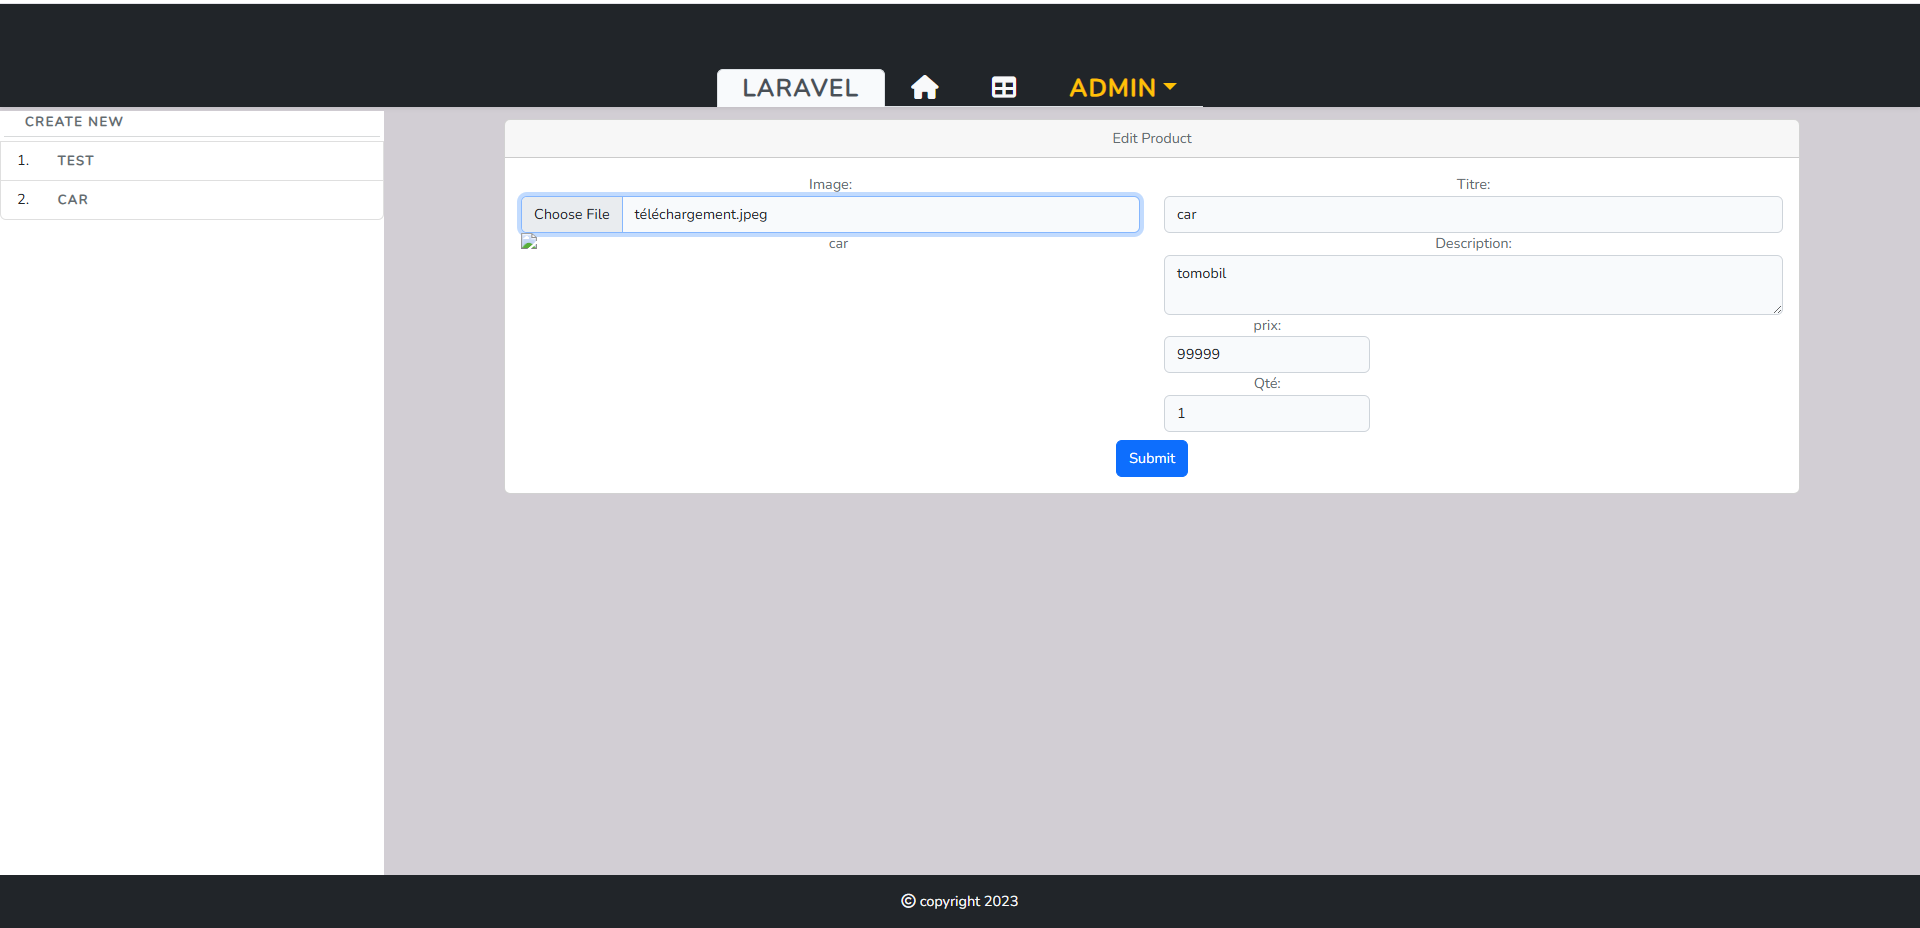 LARAVEL ADMIN
CREATE NEW
1. TEST
2. CAR
Edit Product
Image:
Choose File téléchargement.jpeg
car
Titre:
car
Description:
tomobil
prix:
99999
Qté:
1
Submit
© copyright 2023